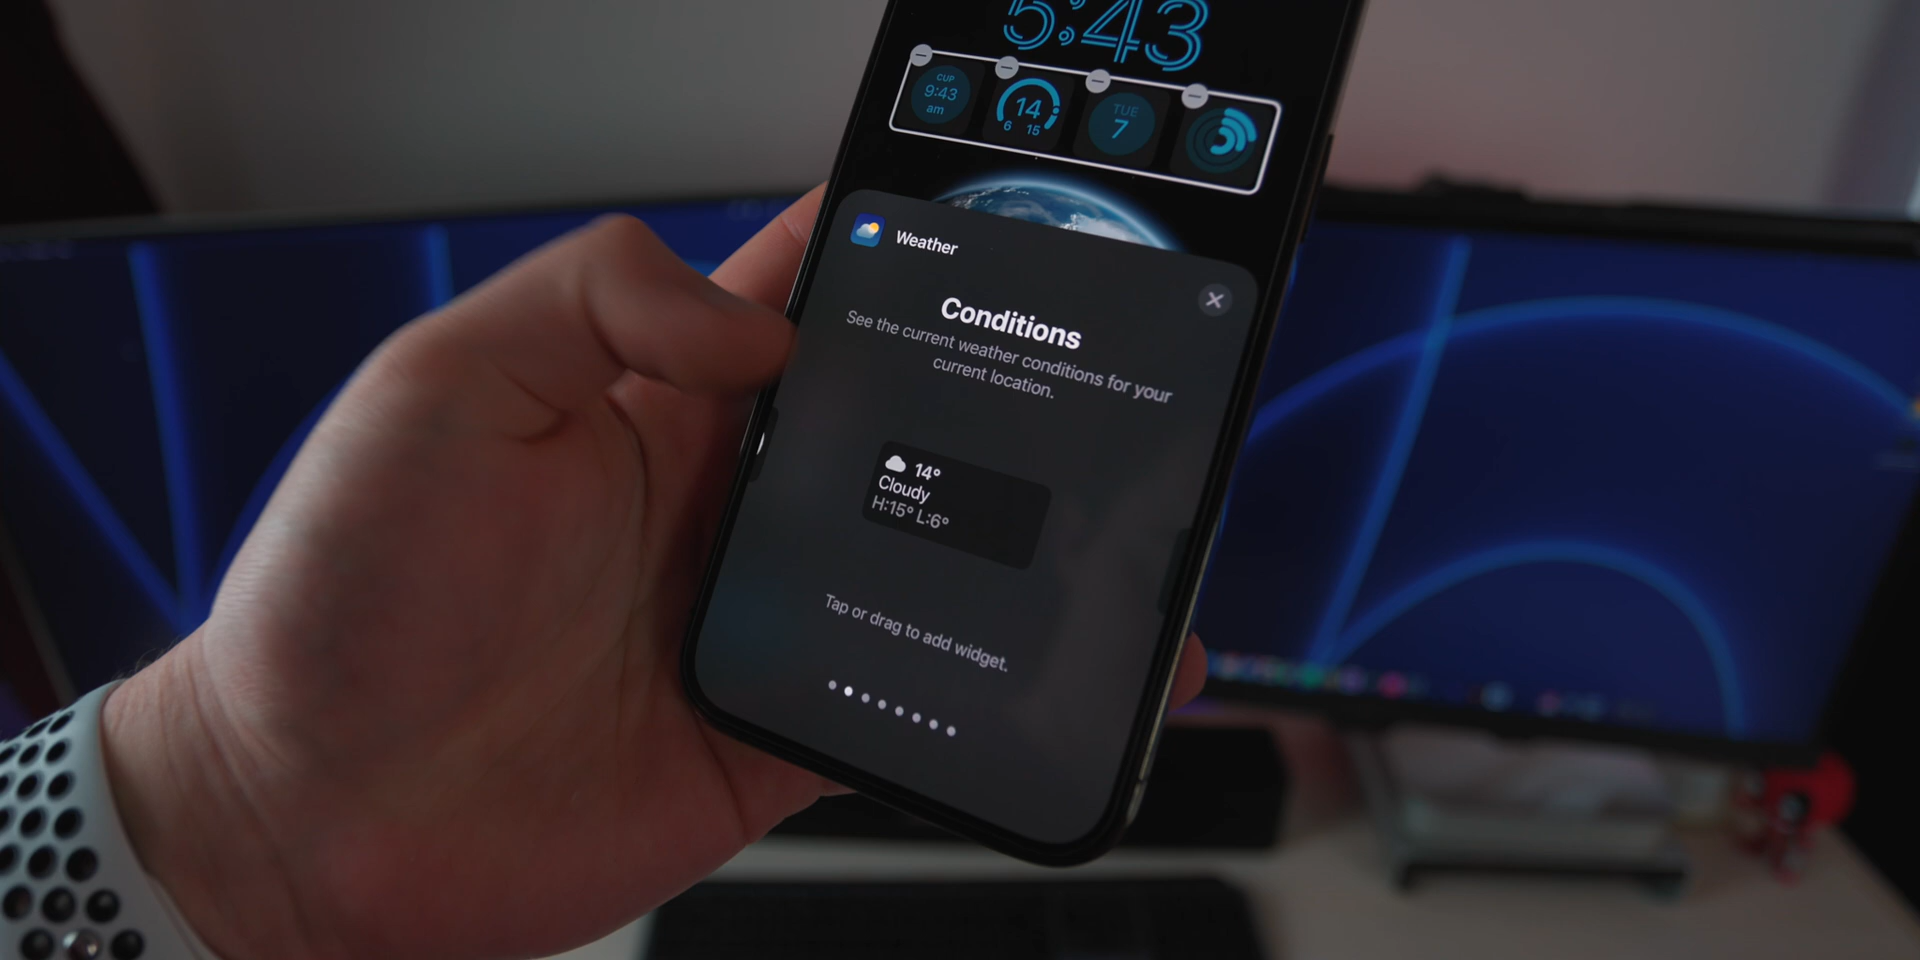 5:43
CUP
9:43
am
14
6 15
TUE
7
Weather
Conditions
See the current weather conditions for your
current location.
14°
Cloudy
H:15° L:6°
Tap or drag to add widget.